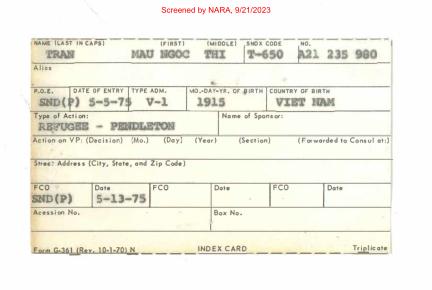 Screened by NARA, 9/21/2023
NAME (LAST IN CAPS) (FIRST) (MIDDLE) SNDX CODE NO.
TRAN MAU NGOC THI T-650 A21 235 980
Alias
P.O.E. DATE OF ENTRY TYPE ADM. MO.-DAY-YR. OF BIRTH COUNTRY OF BIRTH
SND(P) 5-5-75 V-1 1915 VIET NAM
Type of Action: Name of Sponsor:
REFUGEE - PENDLETON
Action on VP: (Decision) (Mo.) (Day) (Year) (Section) (Forwarded to Consul at:)
Street Address (City, State, and Zip Code)
FCO Date FCO Date FCO Date
SND(P) 5-13-75
Acession No. Box No.
Form G-361 (Rev. 10-1-70) N INDEX CARD Triplicate